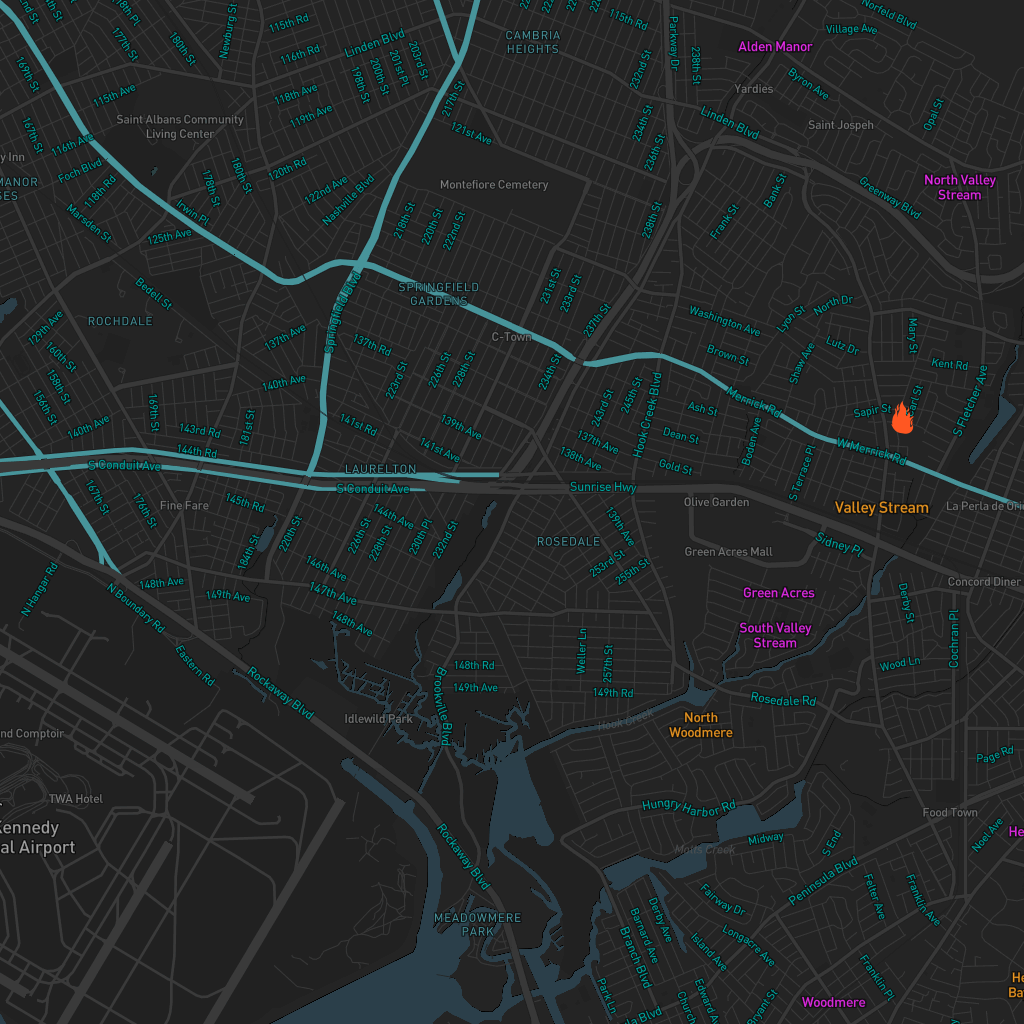 Norfeld Blvd
Village Ave
115th Rd
178th Pl
Newbury St
115th Rd
177th St
180th St
116th Rd
Linden Blvd
203rd St
201st Pl
200th St
198th St
CAMBRIA
HEIGHTS
232nd St
Parkway Dr
238th St
Alden Manor
Byron Ave
Yardies
169th St
115th Ave
118th Ave
217th St
Linden Blvd
Opal St
Saint Albans Community
Living Center
119th Ave
121st Ave
234th St
Saint Jospeh
167th St
116th Ave
236th St
y Inn
Foch Blvd
180th St
120th Rd
178th St
122nd Ave
Montefiore Cemetery
Bank St
North Valley
Stream
Greenway Blvd
MANOR
SES
118th Rd
Nashville Blvd
Irwin Pl
Marsden St
125th Ave
218th St
220th St
222nd St
238th St
Frank St
Bedell St
Springfield Blvd
SPRINGFIELD
GARDENS
231st St
233rd St
North Dr
Lyon St
Washington Ave
237th St
ROCHDALE
129th Ave
137th Ave
137th Rd
C-Town
Mary St
Lutz Dr
Brown St
Shaw Ave
Kent Rd
160th St
158th St
156th St
140th Ave
223rd St
226th St
228th St
234th St
245th St
243rd St
Hook Creek Blvd
Merrick Rd
Ash St
Sapir St
Earl St
S Fletcher Ave
169th St
140th Ave
143rd Rd
181st St
141st Rd
139th Ave
137th Ave
Dean St
Boden Ave
144th Rd
141st Ave
138th Ave
Gold St
S Terrace Pl
W Merrick Rd
S Conduit Ave
LAURELTON
S Conduit Ave
Sunrise Hwy
167th St
176th St
Fine Fare
145th Rd
220th St
144th Ave
Olive Garden
Valley Stream
139th Ave
226th St
228th St
230th Pl
232nd St
184th St
ROSEDALE
Sidney Pl
Green Acres Mall
146th Ave
253rd St
255th St
N Hangar Rd
148th Ave
149th Ave
147th Ave
Concord Diner
Green Acres
Derby St
N Boundary Rd
148th Ave
South Valley
Stream
Cochran Pl
Eastern Rd
Weller Ln
257th St
148th Rd
Wood Ln
Rockaway Blvd
Brookville Blvd
149th Ave
149th Rd
Rosedale Rd
Idlewild Park
Hook Creek
North
Woodmere
nd Comptoir
Page Rd
TWA Hotel
Hungry Harbor Rd
Food Town
Kennedy
al Airport
Rockaway Blvd
Motts Creek
Midway
S End
Noel Ave
He
Peninsula Blvd
Felter Ave
Franklin Ave
Fairway Dr
MEADOWMERE
PARK
Derby Ave
Barnard Ave
Longacre Ave
Island Ave
Branch Blvd
Franklin Pl
He
Ba
Park Ln
Edward Ave
Bryant St
Woodmere